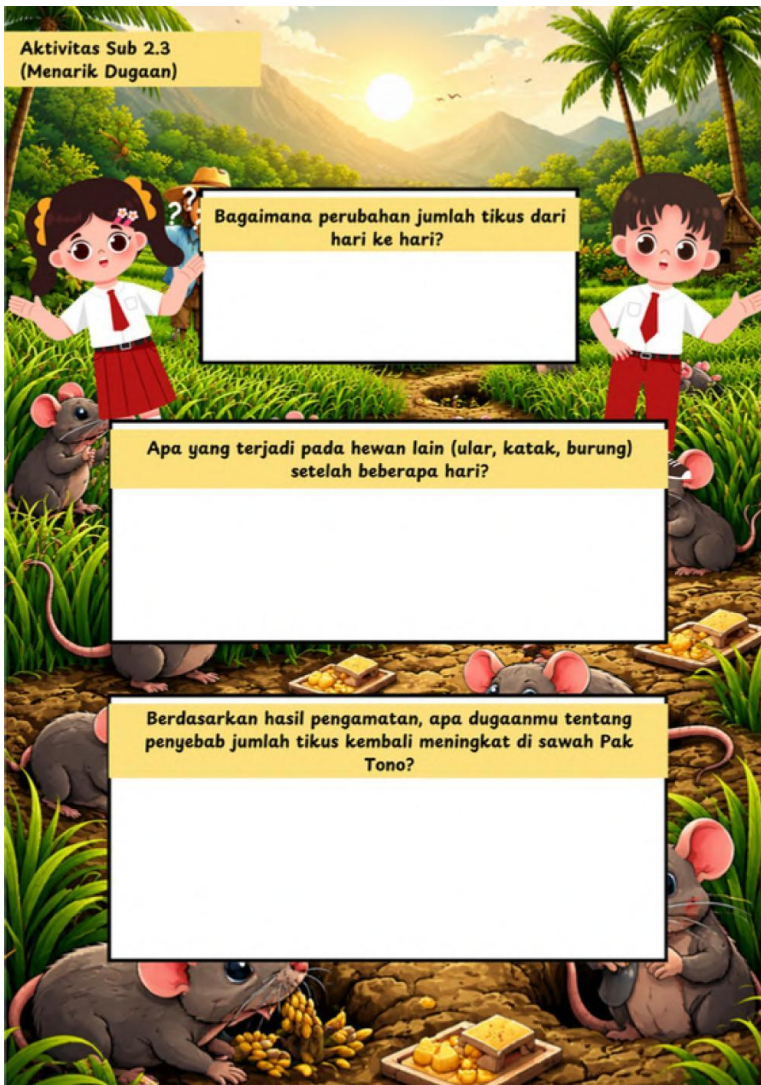 Aktivitas Sub 2.3
(Menarik Dugaan)
? ?
Bagaimana perubahan jumlah tikus dari
hari ke hari?
Apa yang terjadi pada hewan lain (ular, katak, burung)
setelah beberapa hari?
Berdasarkan hasil pengamatan, apa dugaanmu tentang
penyebab jumlah tikus kembali meningkat di sawah Pak
Tono?